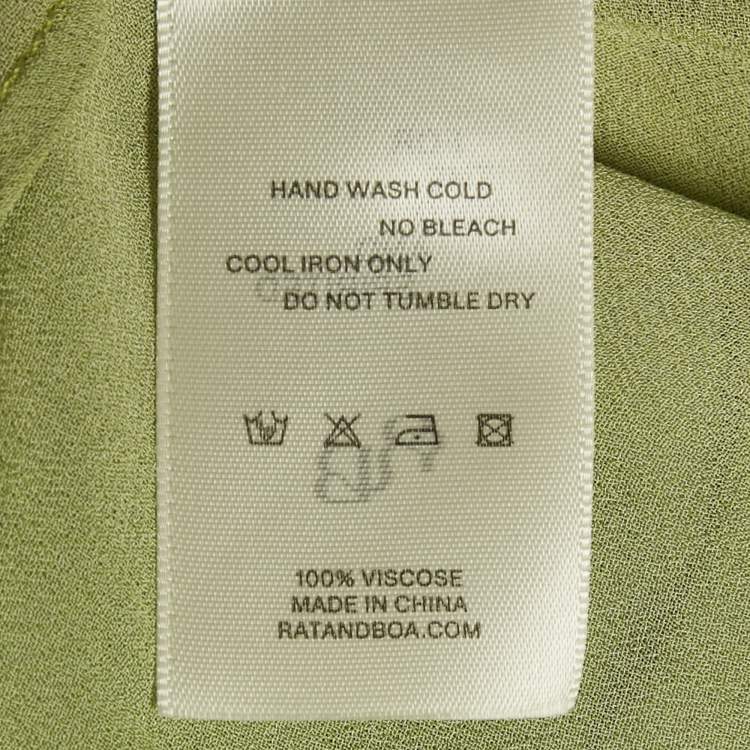 HAND WASH COLD
NO BLEACH
COOL IRON ONLY
DO NOT TUMBLE DRY
100% VISCOSE
MADE IN CHINA
RATANDBOA.COM